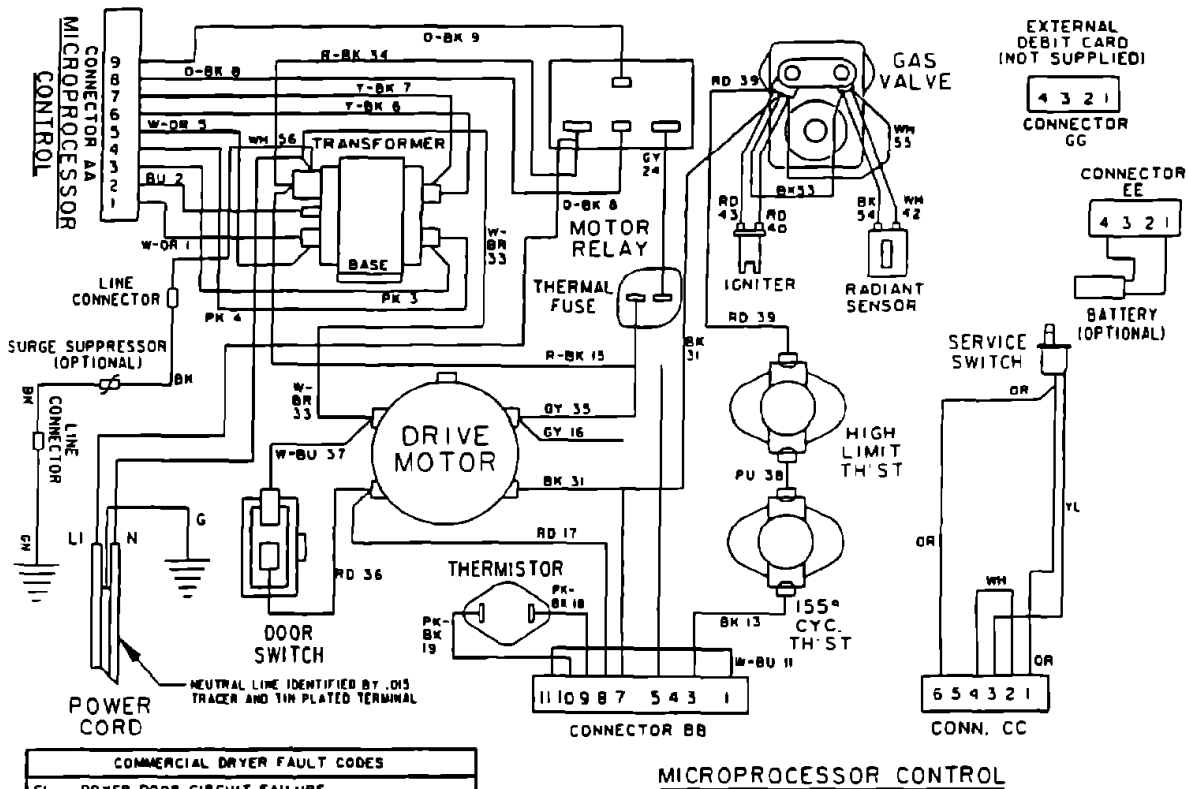 MICROPROCESSOR
CONTROL
CONNECTOR AA
9
8
7
6
5
4
3
2
1
O-BK 9
R-BK 34
O-BK 8
Y-BK 7
Y-BK 6
W-OR 5
WH 56
BU 2
W-OR 1
TRANSFORMER
BASE
PK 3
PK 4
W-
BR
33
O-BK 8
GY
24
MOTOR
RELAY
THERMAL
FUSE
RD 39
GAS
VALVE
WH
55
BK53
RD
43
RD
40
BK
54
WH
42
IGNITER
RADIANT
SENSOR
EXTERNAL
DEBIT CARD
(NOT SUPPLIED)
4 3 2 1
CONNECTOR
GG
CONNECTOR
EE
4 3 2 1
BATTERY
(OPTIONAL)
LINE
CONNECTOR
SURGE SUPPRESSOR
(OPTIONAL)
BK
BK
LINE
CONNECTOR
GN
L1
N
G
R-BK 15
BK
31
W-
BR
33
GY 35
GY 16
DRIVE
MOTOR
W-BU 37
BK 31
RD 17
RD 36
DOOR
SWITCH
RD 39
HIGH
LIMIT
TH'ST
PU 38
155°
CYC.
TH'ST
BK 13
THERMISTOR
PK-
BK 18
PK-
BK
19
W-BU 11
11 10 9 8 7 5 4 3 1
CONNECTOR BB
SERVICE
SWITCH
OR
YL
OR
WH
OR
6 5 4 3 2 1
CONN. CC
POWER
CORD
NEUTRAL LINE IDENTIFIED BY .015
TRACER AND TIN PLATED TERMINAL
COMMERCIAL DRYER FAULT CODES
DRYER DOOR CIRCUIT FAILURE
MICROPROCESSOR CONTROL